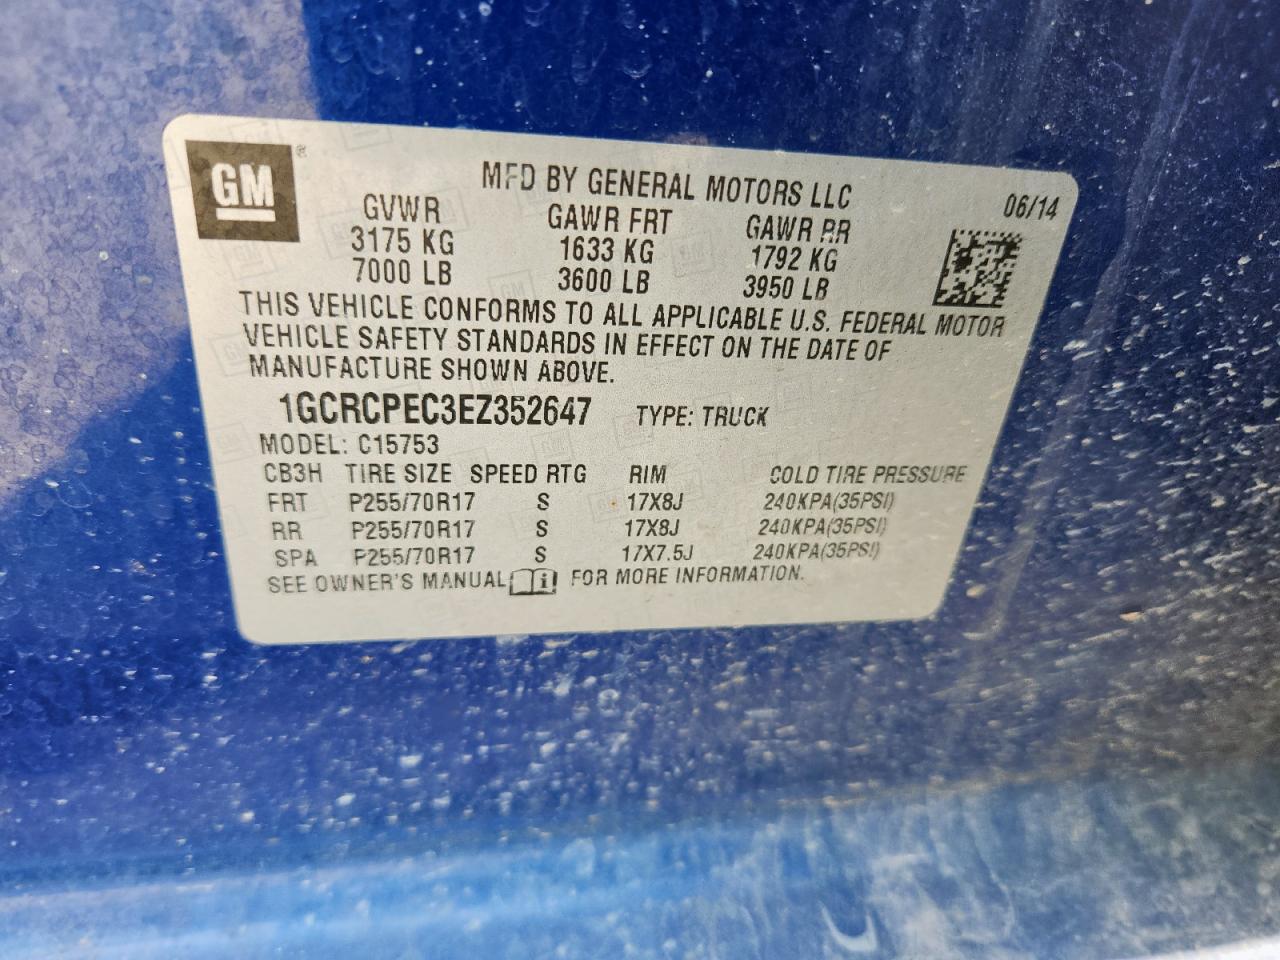 GM®
MFD BY GENERAL MOTORS LLC
06/14
GVWR GAWR FRT GAWR RR
3175 KG 1633 KG 1792 KG
7000 LB 3600 LB 3950 LB
THIS VEHICLE CONFORMS TO ALL APPLICABLE U.S. FEDERAL MOTOR
VEHICLE SAFETY STANDARDS IN EFFECT ON THE DATE OF
MANUFACTURE SHOWN ABOVE.
1GCRCPEC3EZ352647 TYPE: TRUCK
MODEL: C15753
CB3H TIRE SIZE SPEED RTG RIM COLD TIRE PRESSURE
FRT P255/70R17 S 17X8J 240KPA(35PSI)
RR P255/70R17 S 17X8J 240KPA(35PSI)
SPA P255/70R17 S 17X7.5J 240KPA(35PSI)
SEE OWNER'S MANUAL FOR MORE INFORMATION.